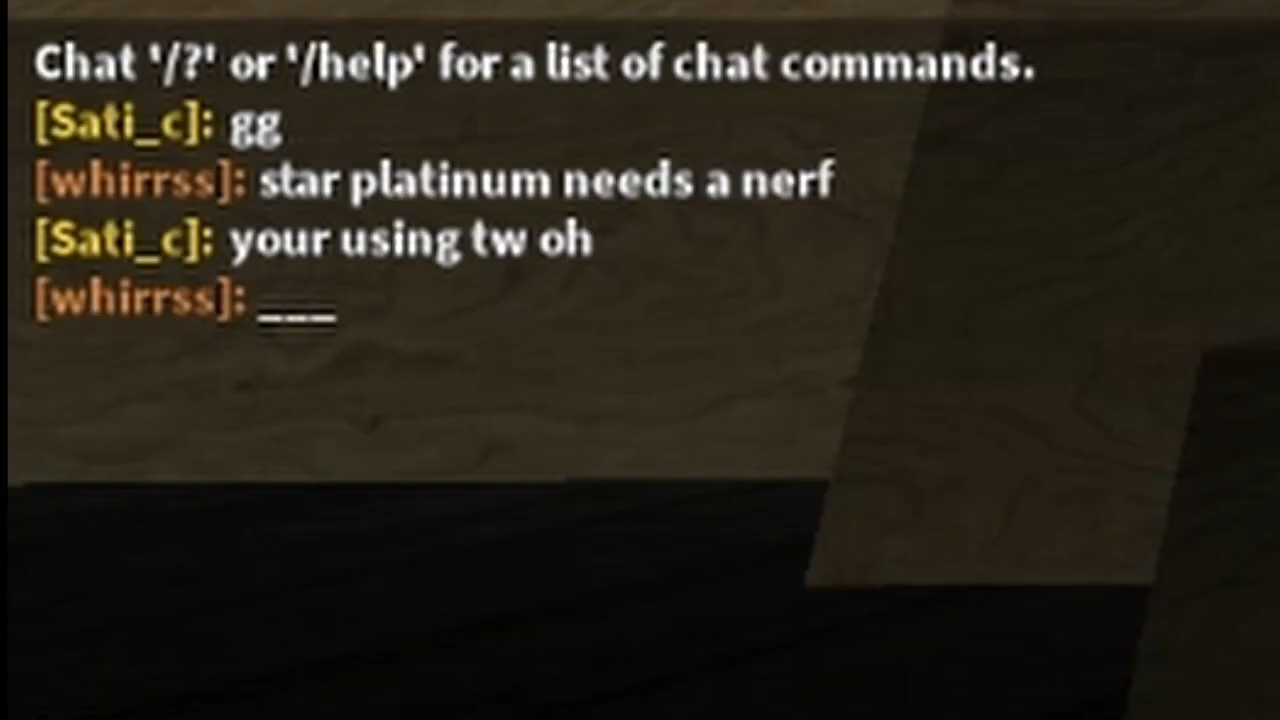 Chat '/?' or '/help' for a list of chat commands.
[Sati_c]: gg
[whirrss]: star platinum needs a nerf
[Sati_c]: your using tw oh
[whirrss]: ___